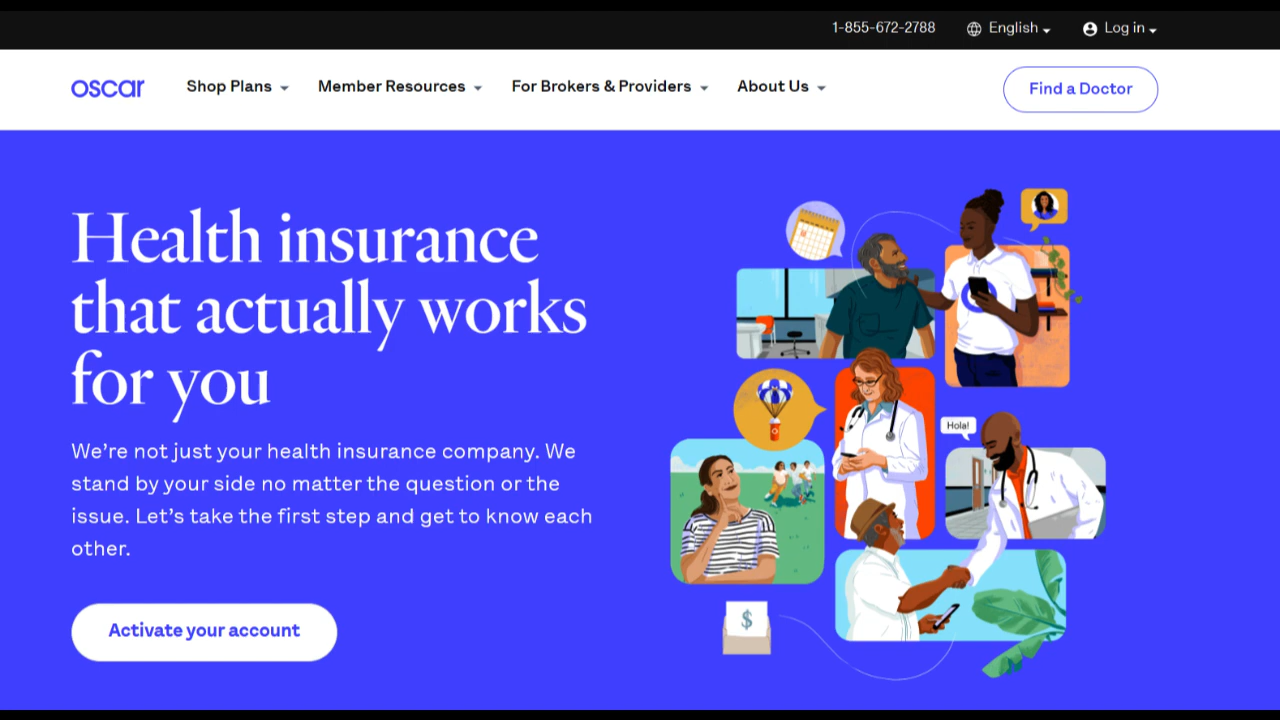 1-855-672-2788 English Log in
oscar Shop Plans Member Resources For Brokers & Providers About Us Find a Doctor
Health insurance
that actually works
for you
We're not just your health insurance company. We
stand by your side no matter the question or the
issue. Let's take the first step and get to know each
other.
Activate your account
Hola!
$